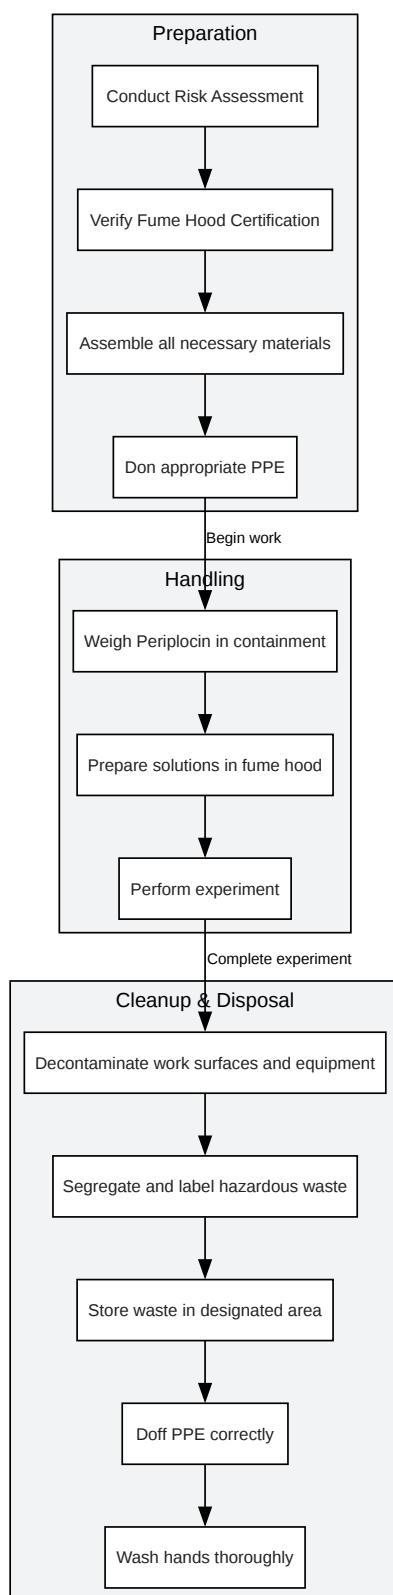 Preparation
Conduct Risk Assessment
Verify Fume Hood Certification
Assemble all necessary materials
Don appropriate PPE
Begin work
Handling
Weigh Periplocin in containment
Prepare solutions in fume hood
Perform experiment
Complete experiment
Cleanup & Disposal
Decontaminate work surfaces and equipment
Segregate and label hazardous waste
Store waste in designated area
Doff PPE correctly
Wash hands thoroughly